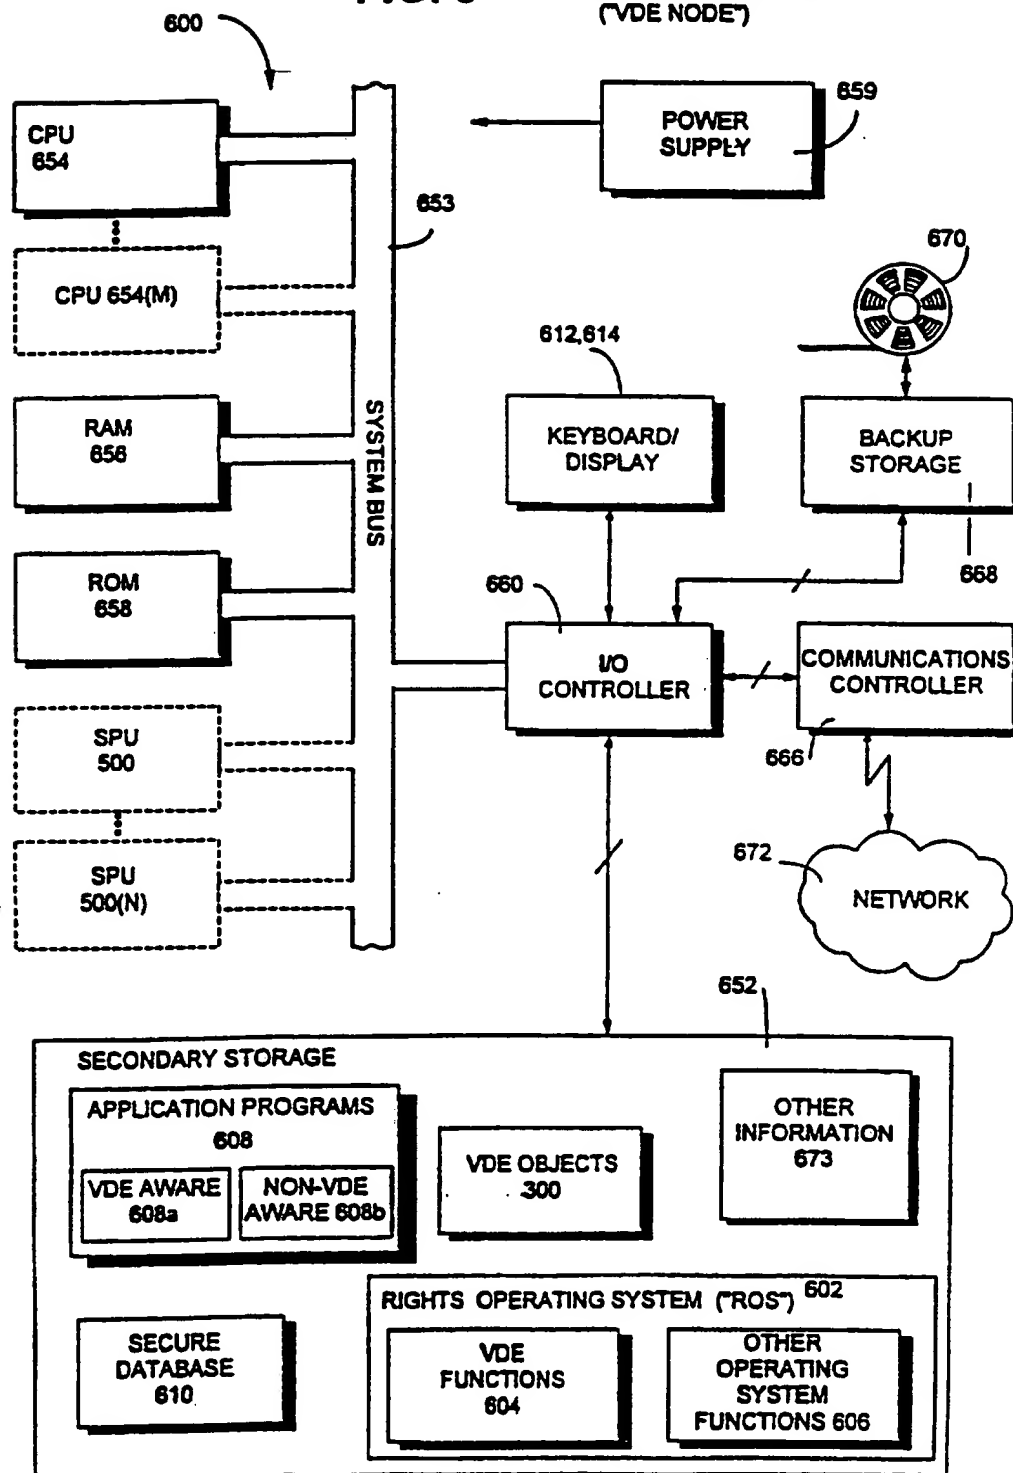 ("VDE NODE")
600
CPU
654
CPU 654(M)
RAM
656
ROM
658
SPU
500
SPU
500(N)
SYSTEM BUS
653
POWER
SUPPLY
659
670
612,614
KEYBOARD/
DISPLAY
BACKUP
STORAGE
668
660
I/O
CONTROLLER
COMMUNICATIONS
CONTROLLER
666
672
NETWORK
652
SECONDARY STORAGE
APPLICATION PROGRAMS
608
VDE AWARE
608a
NON-VDE
AWARE 608b
VDE OBJECTS
300
OTHER
INFORMATION
673
SECURE
DATABASE
610
RIGHTS OPERATING SYSTEM ("ROS") 602
VDE
FUNCTIONS
604
OTHER
OPERATING
SYSTEM
FUNCTIONS 606